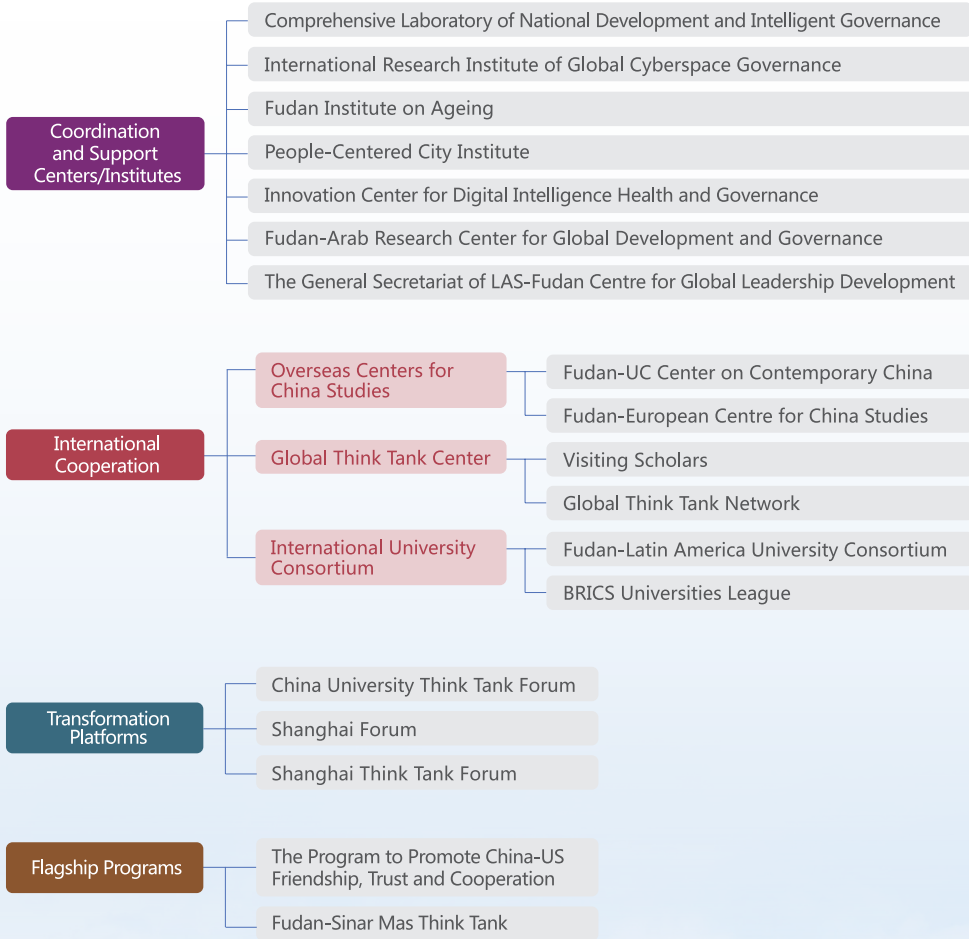 Coordination
and Support
Centers/Institutes
Comprehensive Laboratory of National Development and Intelligent Governance
International Research Institute of Global Cyberspace Governance
Fudan Institute on Ageing
People-Centered City Institute
Innovation Center for Digital Intelligence Health and Governance
Fudan-Arab Research Center for Global Development and Governance
The General Secretariat of LAS-Fudan Centre for Global Leadership Development
International
Cooperation
Overseas Centers for
China Studies
Fudan-UC Center on Contemporary China
Fudan-European Centre for China Studies
Global Think Tank Center
Visiting Scholars
Global Think Tank Network
International University
Consortium
Fudan-Latin America University Consortium
BRICS Universities League
Transformation
Platforms
China University Think Tank Forum
Shanghai Forum
Shanghai Think Tank Forum
Flagship Programs
The Program to Promote China-US
Friendship, Trust and Cooperation
Fudan-Sinar Mas Think Tank